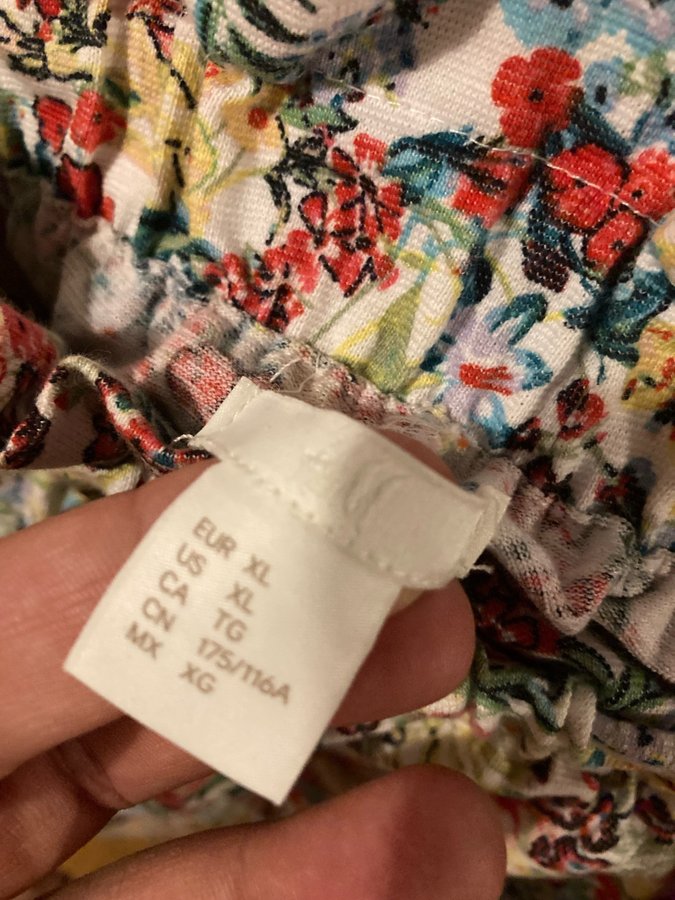 EUR XL
US XL
CA TG
CN 175/116A
MX XG